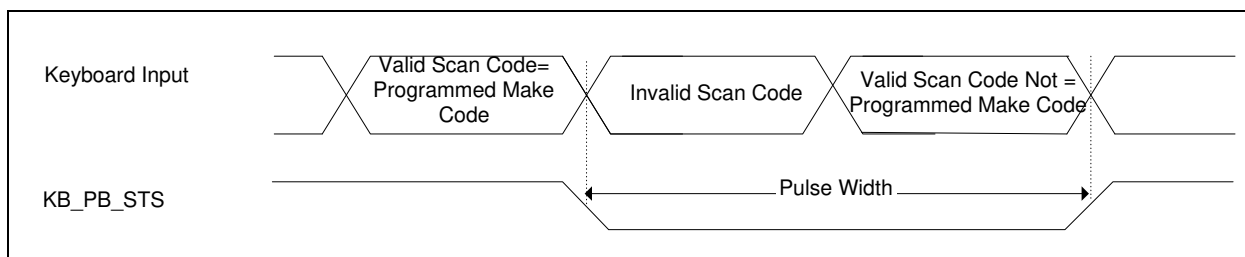 Keyboard Input
Valid Scan Code=
Programmed Make
Code
Invalid Scan Code
Valid Scan Code Not =
Programmed Make Code
KB_PB_STS
Pulse Width